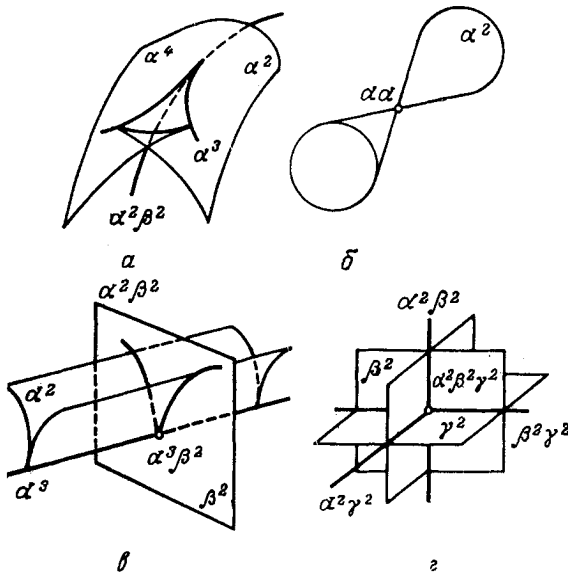 α⁴
α²
α³
α²β²
а
α²
αα
б
α²β²
α²
α³
α³β²
β²
в
α²β²
β²
α²β²γ²
γ²
β²γ²
α²γ²
г